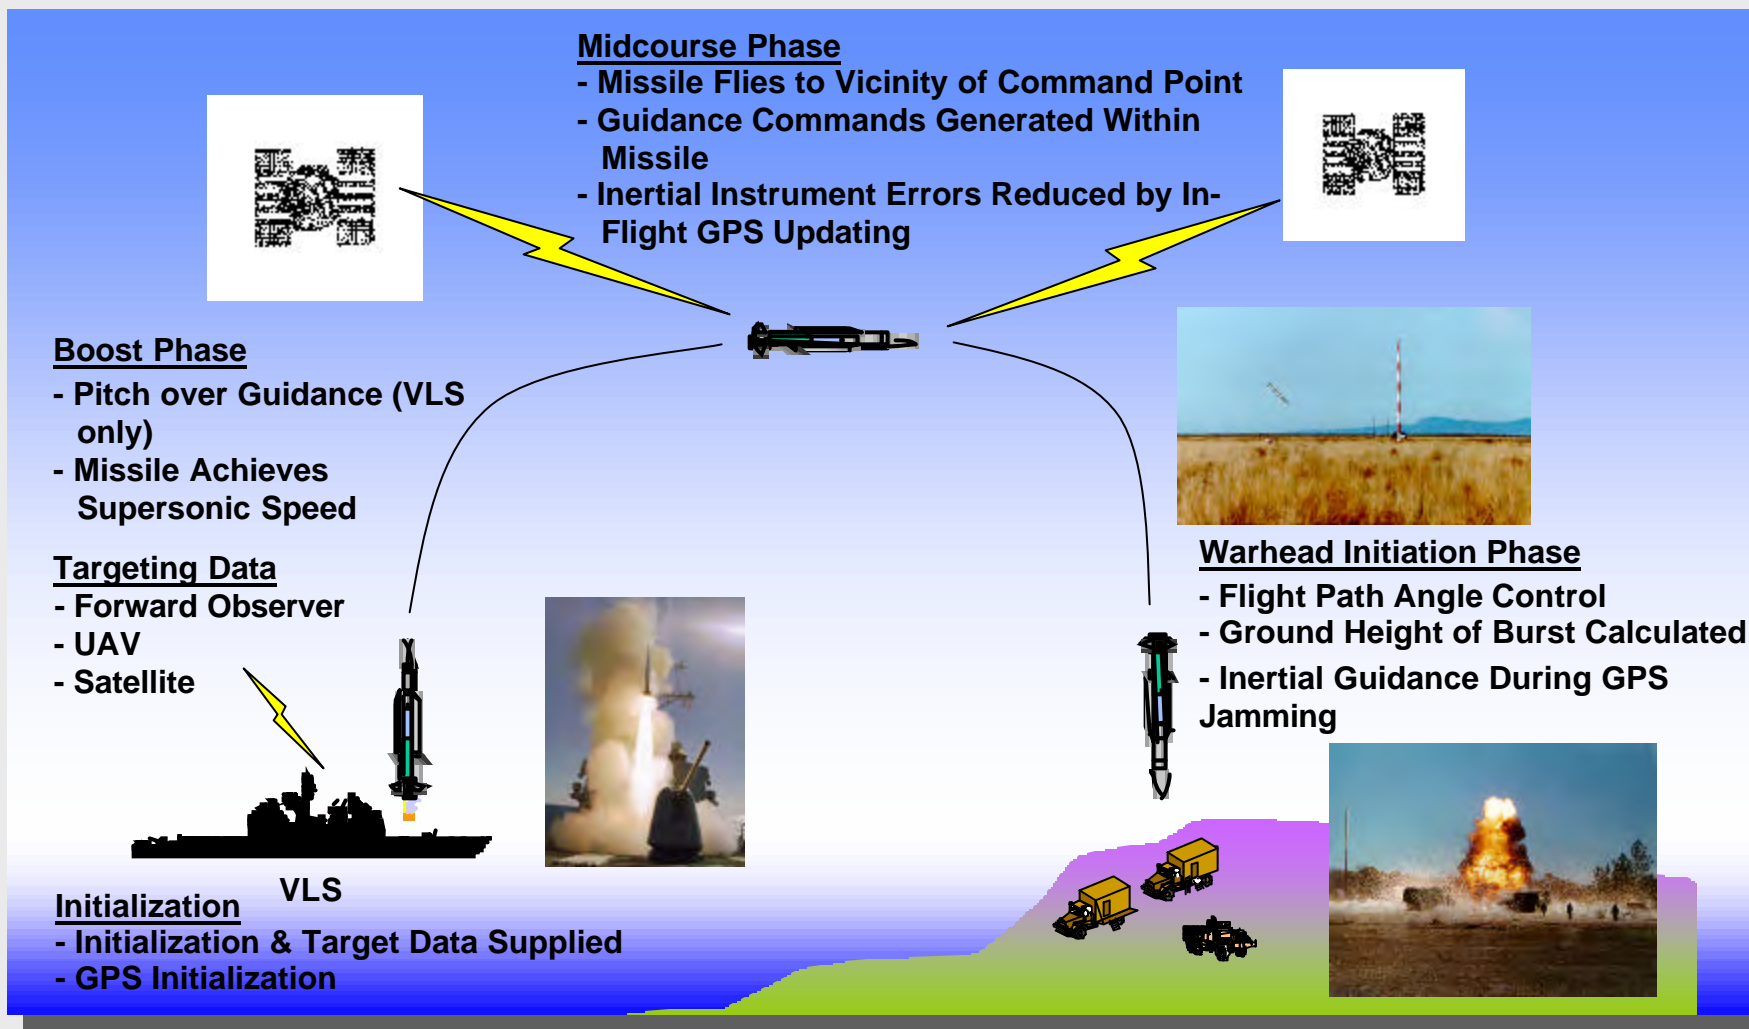 Midcourse Phase
- Missile Flies to Vicinity of Command Point
- Guidance Commands Generated Within
Missile
- Inertial Instrument Errors Reduced by In-
Flight GPS Updating
Boost Phase
- Pitch over Guidance (VLS
only)
- Missile Achieves
Supersonic Speed
Targeting Data
- Forward Observer
- UAV
- Satellite
Warhead Initiation Phase
- Flight Path Angle Control
- Ground Height of Burst Calculated
- Inertial Guidance During GPS
Jamming
VLS
Initialization
- Initialization & Target Data Supplied
- GPS Initialization